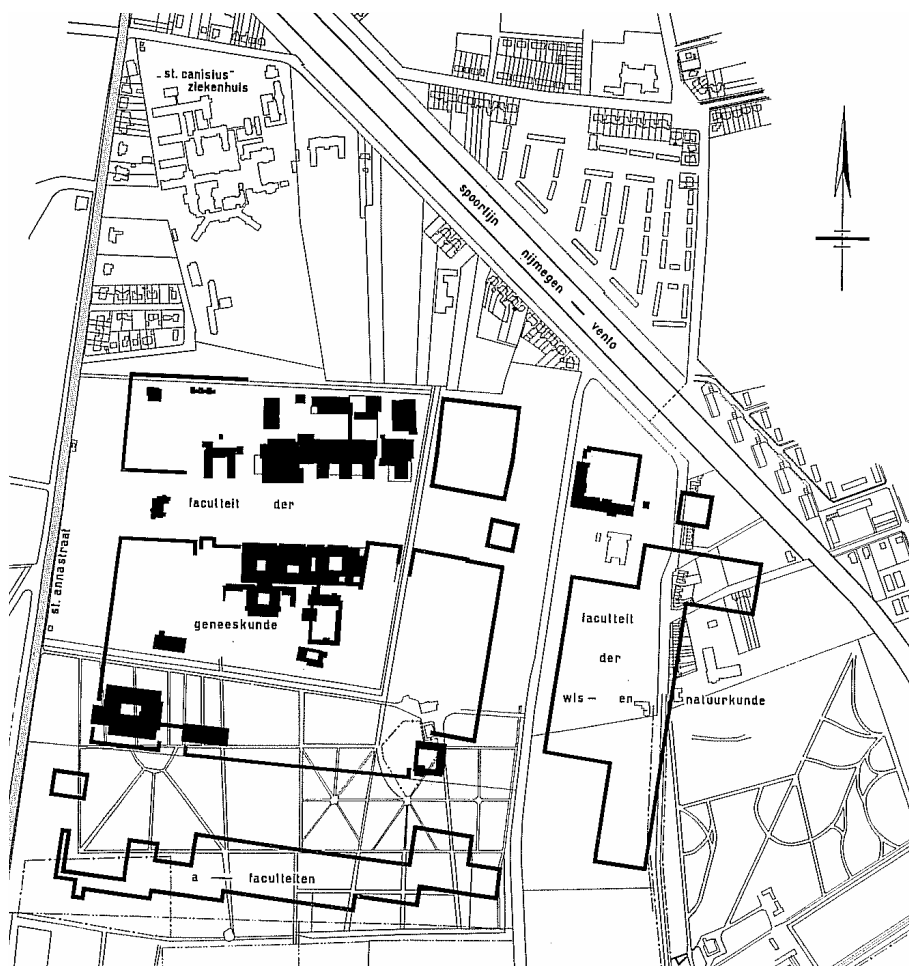 „st. canisius”
ziekenhuis
spoorlijn nijmegen — venlo
st. annastraat
faculteit der
geneeskunde
faculteit
der
wis — en natuurkunde
a — faculteiten